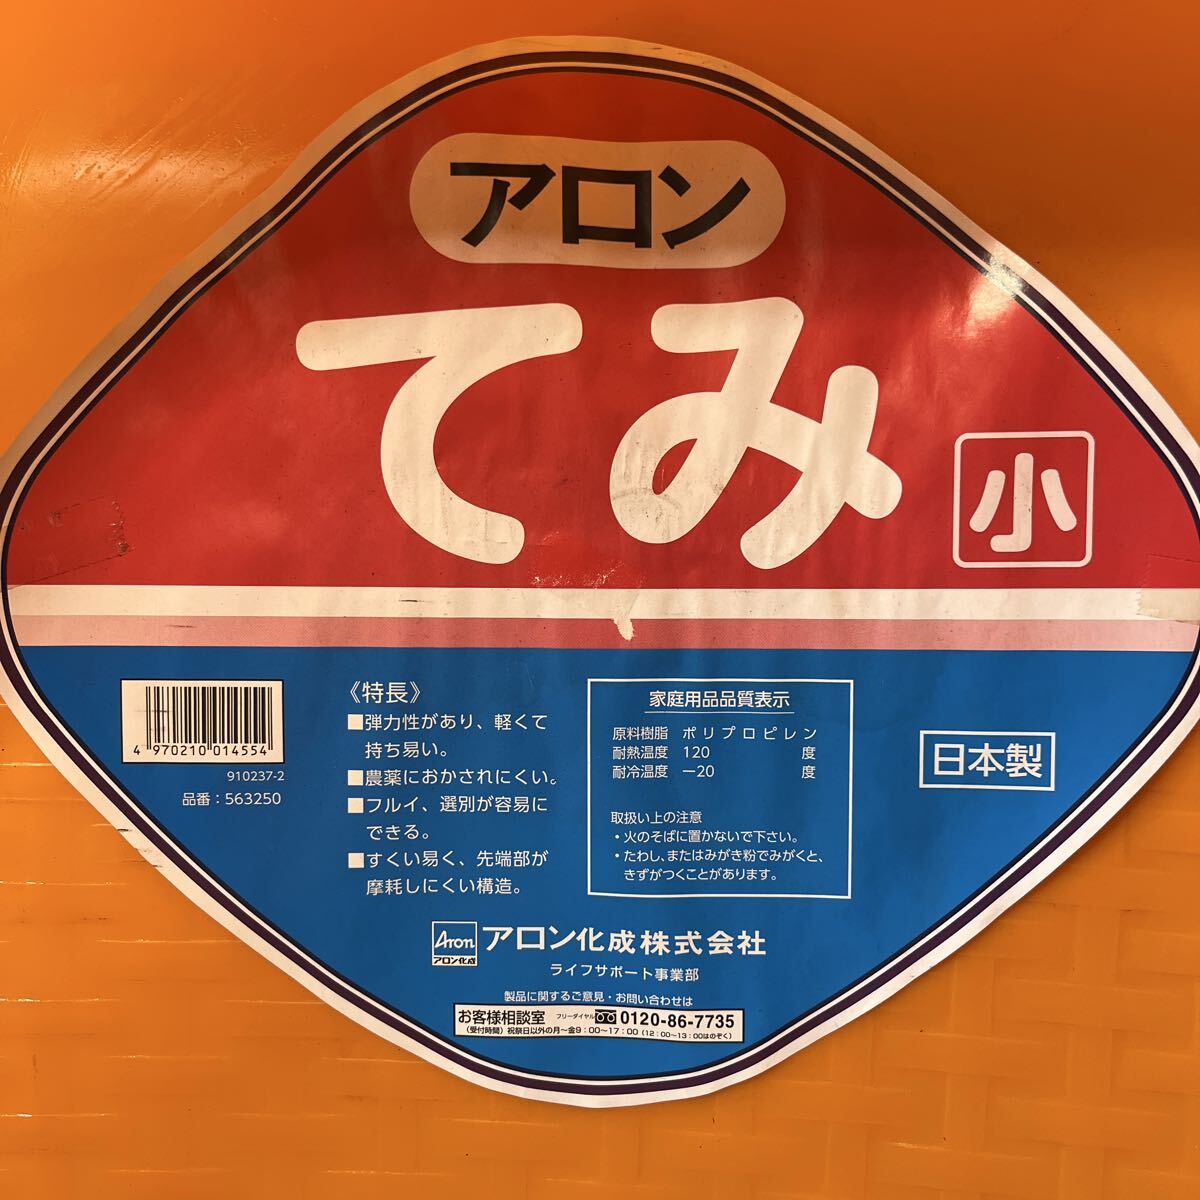 アロン
てみ
小
4 970210 014554
910237-2
品番：563250
《特長》
■弾力性があり、軽くて
持ち易い。
■農薬におかされにくい。
■フルイ、選別が容易に
できる。
■すくい易く、先端部が
摩耗しにくい構造。
家庭用品品質表示
原料樹脂 ポリプロピレン
耐熱温度 120 度
耐冷温度 －20 度
取扱い上の注意
・火のそばに置かないで下さい。
・たわし、またはみがき粉でみがくと、
きずがつくことがあります。
日本製
Aron
アロン化成
アロン化成株式会社
ライフサポート事業部
製品に関するご意見・お問い合わせは
お客様相談室 フリーダイヤル 0120-86-7735
（受付時間）祝祭日以外の月～金9：00～17：00（12：00～13：00はのぞく）